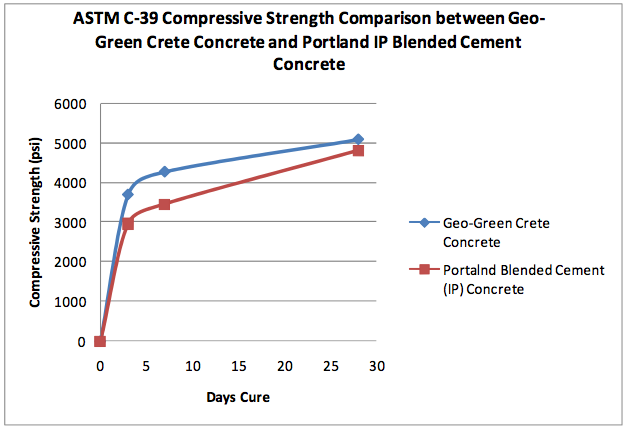 ASTM C-39 Compressive Strength Comparison between Geo-
Green Crete Concrete and Portland IP Blended Cement
Concrete
Compressive Strength (psi)
6000
5000
4000
3000
2000
1000
0
0 5 10 15 20 25 30
Days Cure
Geo-Green Crete
Concrete
Portalnd Blended Cement
(IP) Concrete